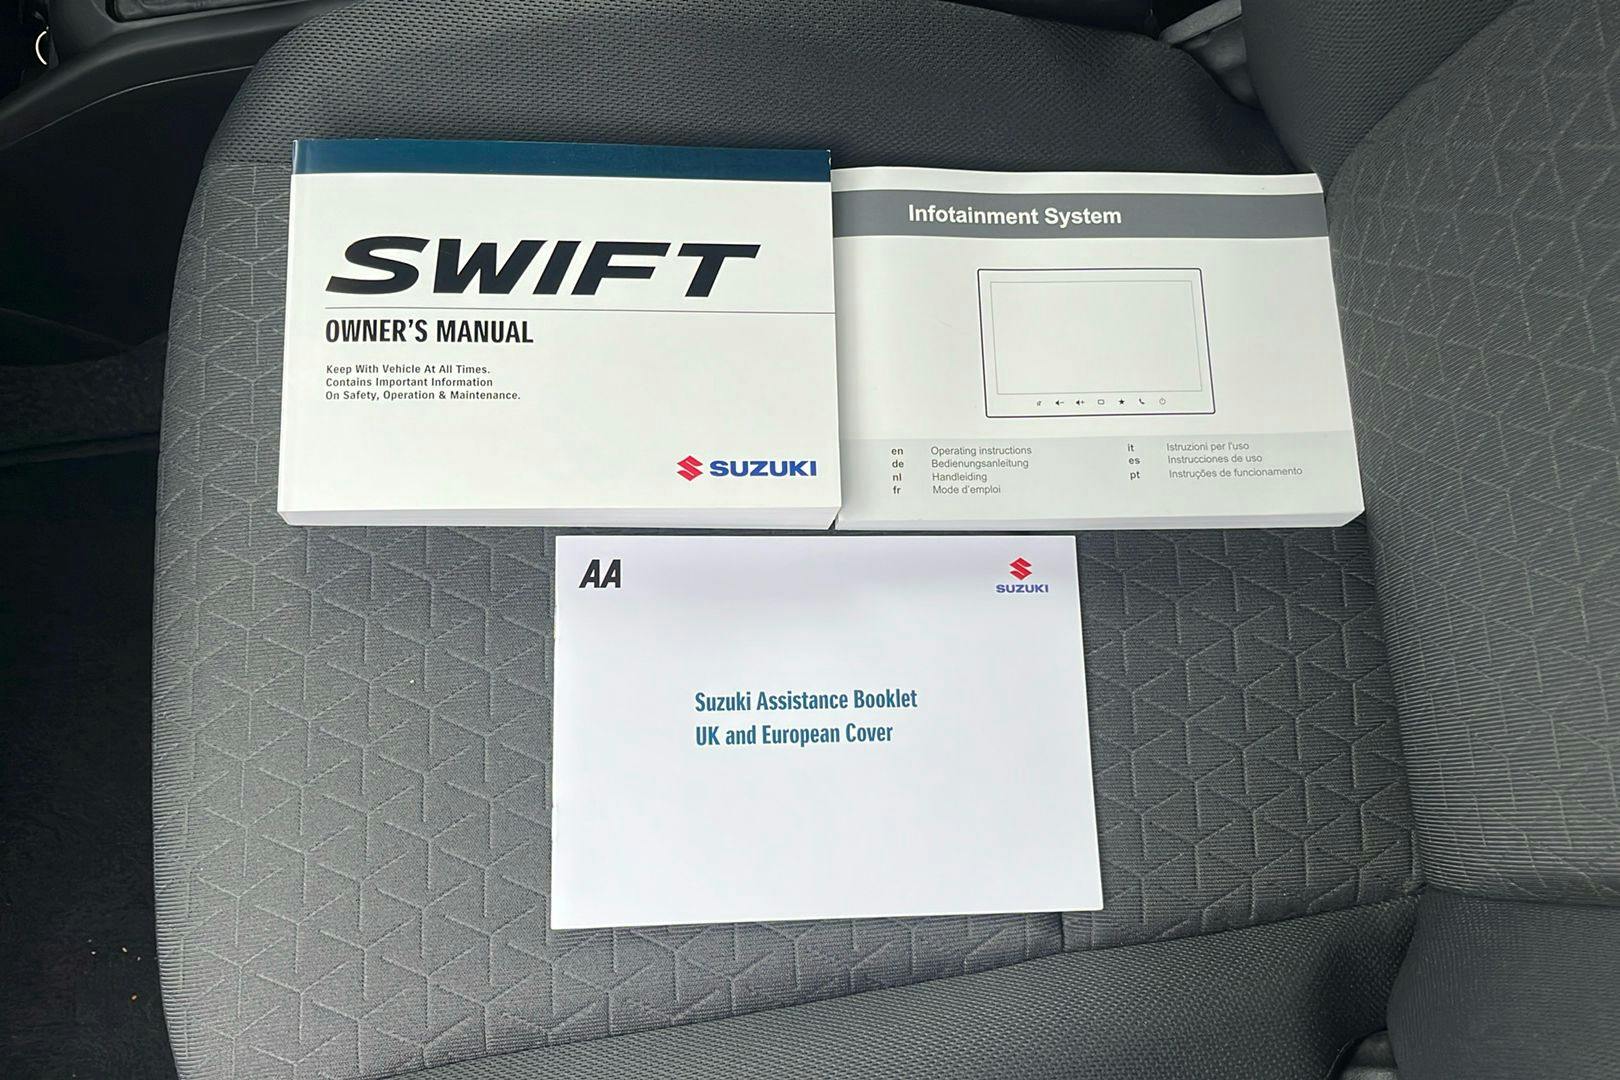 SWIFT
OWNER'S MANUAL
Keep With Vehicle At All Times.
Contains Important Information
On Safety, Operation & Maintenance.
SUZUKI
Infotainment System
en Operating instructions
de Bedienungsanleitung
nl Handleiding
fr Mode d'emploi
it Istruzioni per l'uso
es Instrucciones de uso
pt Instruções de funcionamento
AA
SUZUKI
Suzuki Assistance Booklet
UK and European Cover